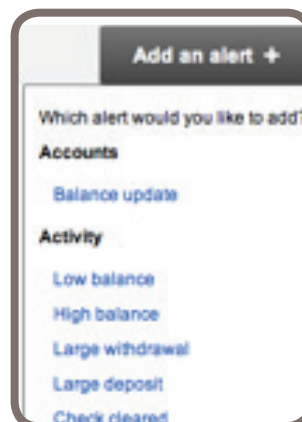 Add an alert +
Which alert would you like to add?
Accounts
Balance update
Activity
Low balance
High balance
Large withdrawal
Large deposit
Check cleared